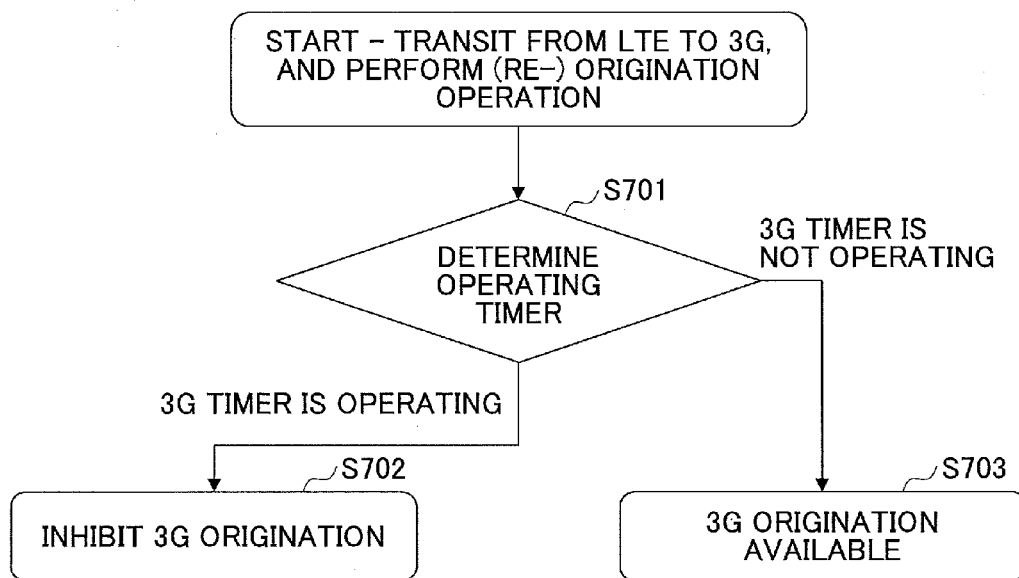 START – TRANSIT FROM LTE TO 3G,
AND PERFORM (RE-) ORIGINATION
OPERATION
S701
3G TIMER IS
NOT OPERATING
DETERMINE
OPERATING
TIMER
3G TIMER IS OPERATING
S702
INHIBIT 3G ORIGINATION
S703
3G ORIGINATION
AVAILABLE